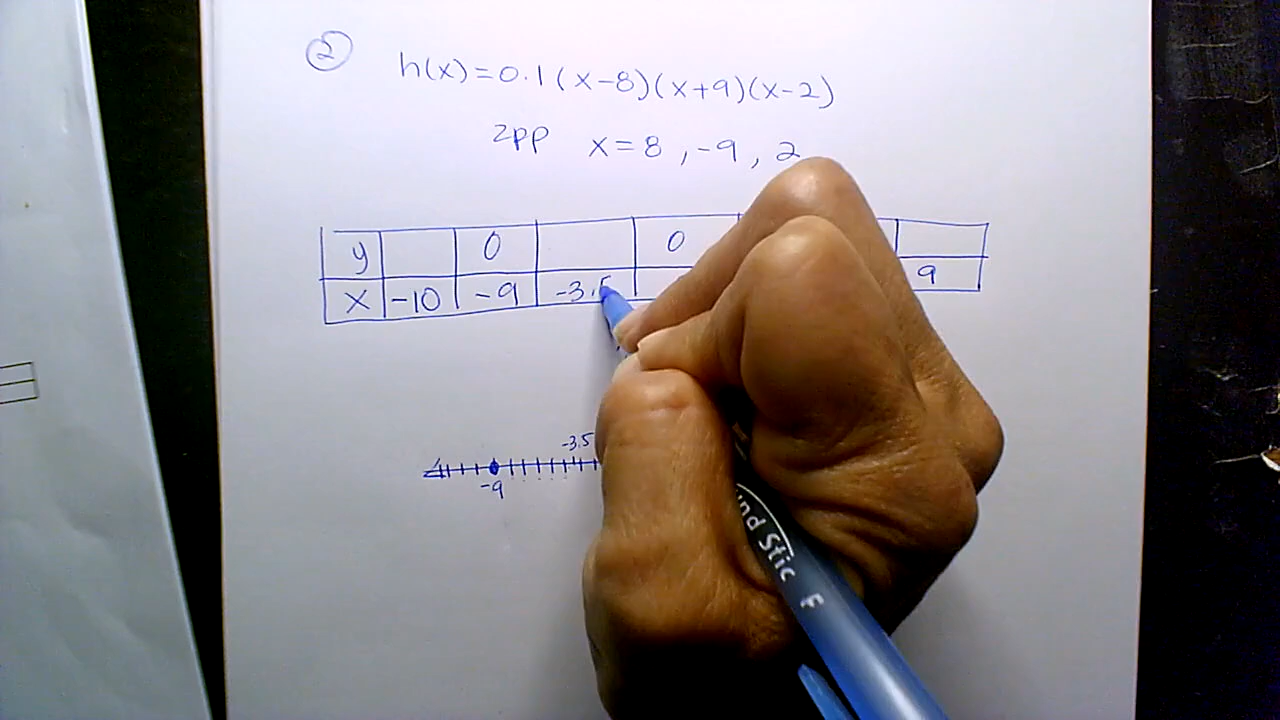 2
h(x)=0.1(x-8)(x+9)(x-2)
zpp x=8, -9, 2
y 0 0
x -10 -9 -3.5 9
-3.5
-9
und Stic F